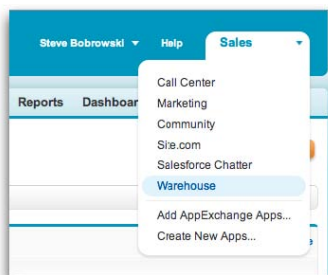 Steve Bobrowski Help Sales
Reports Dashboar
Call Center
Marketing
Community
Site.com
Salesforce Chatter
Warehouse
Add AppExchange Apps...
Create New Apps...
e